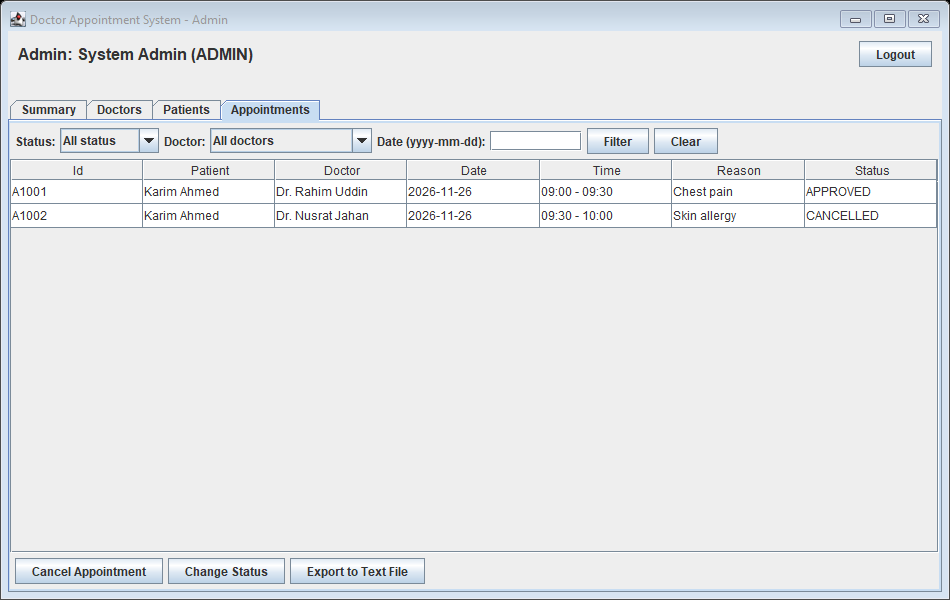 Doctor Appointment System - Admin
Admin: System Admin (ADMIN) Logout
Summary Doctors Patients Appointments
Status: All status Doctor: All doctors Date (yyyy-mm-dd): Filter Clear
Id Patient Doctor Date Time Reason Status
A1001 Karim Ahmed Dr. Rahim Uddin 2026-11-26 09:00 - 09:30 Chest pain APPROVED
A1002 Karim Ahmed Dr. Nusrat Jahan 2026-11-26 09:30 - 10:00 Skin allergy CANCELLED
Cancel Appointment Change Status Export to Text File